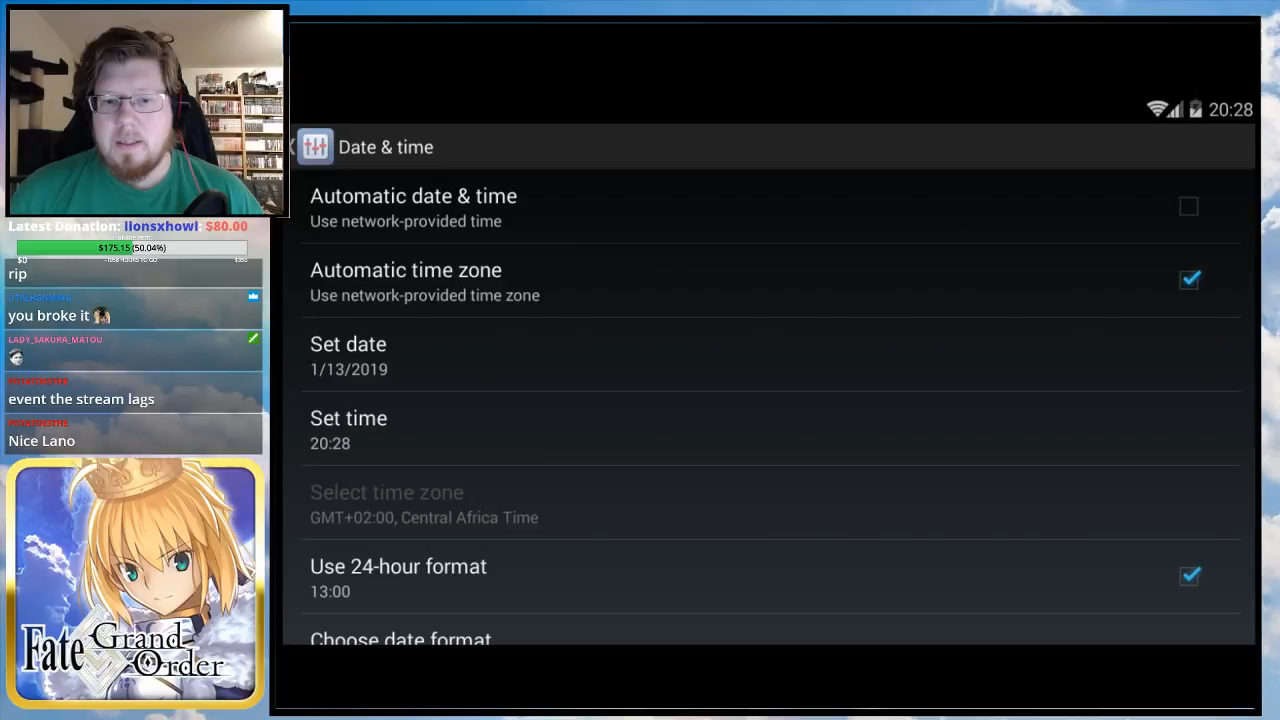 20:28
Date & time
Automatic date & time
Use network-provided time
Automatic time zone
Use network-provided time zone
Set date
1/13/2019
Set time
20:28
Select time zone
GMT+02:00, Central Africa Time
Use 24-hour format
13:00
Choose date format
Latest Donation: lionsxhowl: $80.00
$175.15 (50.04%)
$0
$350
rip
you broke it
LADY_SAKURA_MATOU
event the stream lags
Nice Lano
Fate
Grand
Order